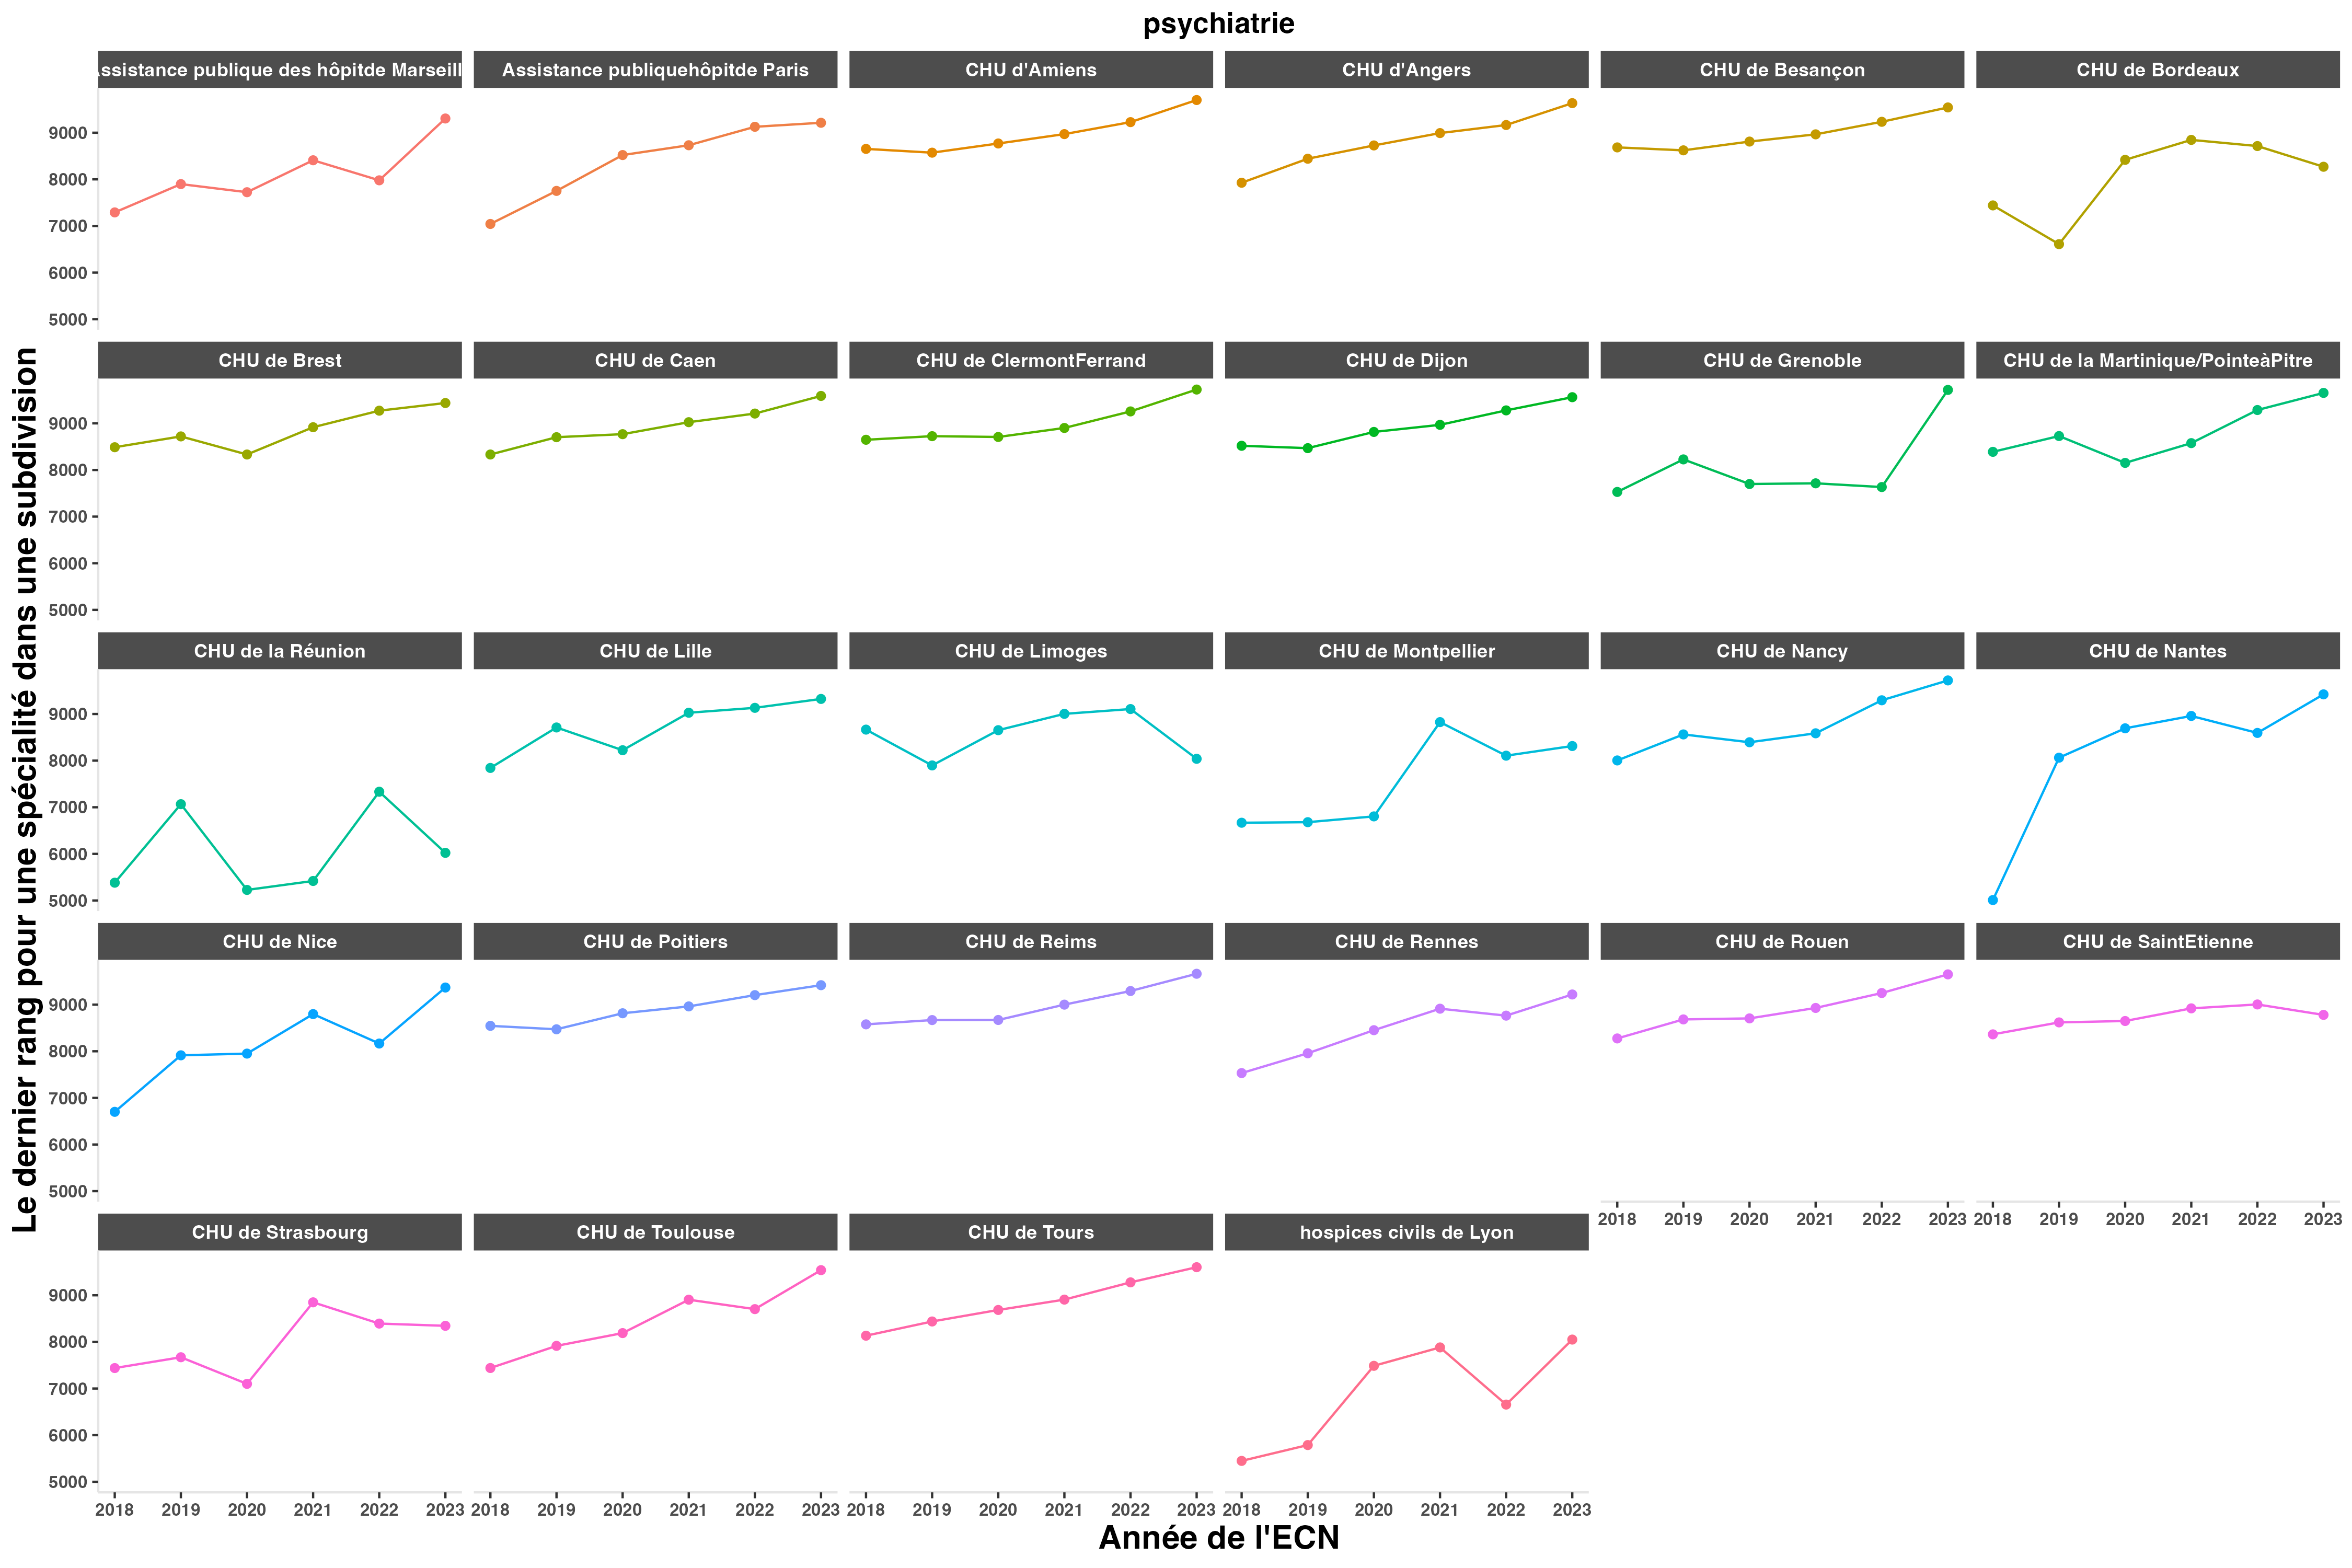 psychiatrie
ssistance publique des hôpitde Marseill
Assistance publiquehôpitde Paris
CHU d'Amiens
CHU d'Angers
CHU de Besançon
CHU de Bordeaux
9000
8000
7000
6000
5000
CHU de Brest
CHU de Caen
CHU de ClermontFerrand
CHU de Dijon
CHU de Grenoble
CHU de la Martinique/PointeàPitre
9000
8000
7000
6000
5000
CHU de la Réunion
CHU de Lille
CHU de Limoges
CHU de Montpellier
CHU de Nancy
CHU de Nantes
9000
8000
7000
6000
5000
CHU de Nice
CHU de Poitiers
CHU de Reims
CHU de Rennes
CHU de Rouen
CHU de SaintEtienne
9000
8000
7000
6000
5000
2018 2019 2020 2021 2022 2023
2018 2019 2020 2021 2022 2023
CHU de Strasbourg
CHU de Toulouse
CHU de Tours
hospices civils de Lyon
9000
8000
7000
6000
5000
2018 2019 2020 2021 2022 2023
2018 2019 2020 2021 2022 2023
2018 2019 2020 2021 2022 2023
2018 2019 2020 2021 2022 2023
Année de l'ECN
Le dernier rang pour une spécialité dans une subdivision